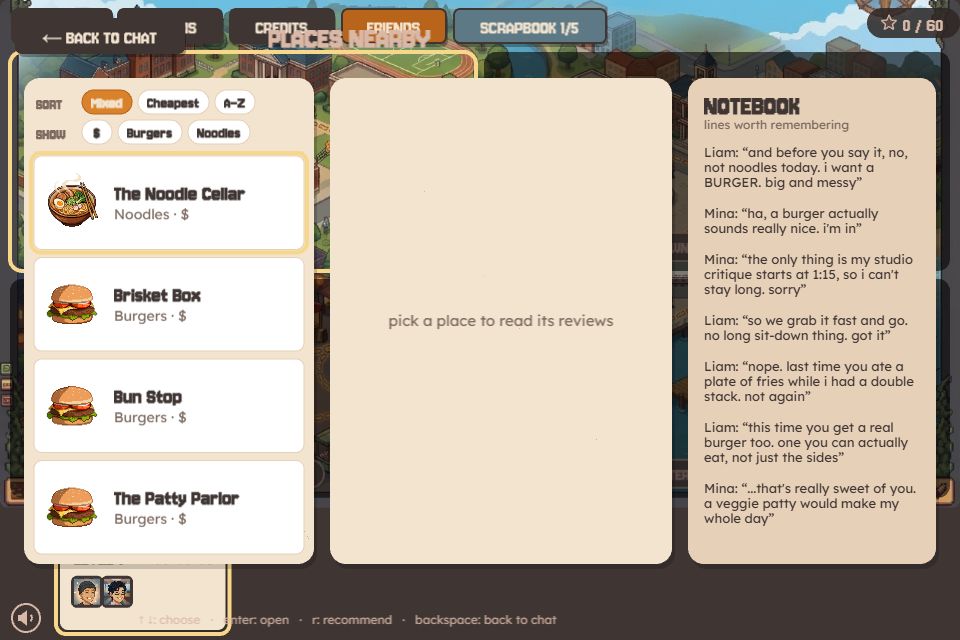 ← BACK TO CHAT
IS
CREDITS
FRIENDS
SCRAPBOOK 1/5
0 / 60
PLACES NEARBY
SORT
Mixed
Cheapest
A-Z
SHOW
$
Burgers
Noodles
The Noodle Cellar
Noodles · $
Brisket Box
Burgers · $
Bun Stop
Burgers · $
The Patty Parlor
Burgers · $
pick a place to read its reviews
NOTEBOOK
lines worth remembering
Liam: “and before you say it, no,
not noodles today. i want a
BURGER. big and messy”
Mina: “ha, a burger actually
sounds really nice. i'm in”
Mina: “the only thing is my studio
critique starts at 1:15, so i can't
stay long. sorry”
Liam: “so we grab it fast and go.
no long sit-down thing. got it”
Liam: “nope. last time you ate a
plate of fries while i had a double
stack. not again”
Liam: “this time you get a real
burger too. one you can actually
eat, not just the sides”
Mina: “...that's really sweet of you.
a veggie patty would make my
whole day”
↑↓: choose · enter: open · r: recommend · backspace: back to chat